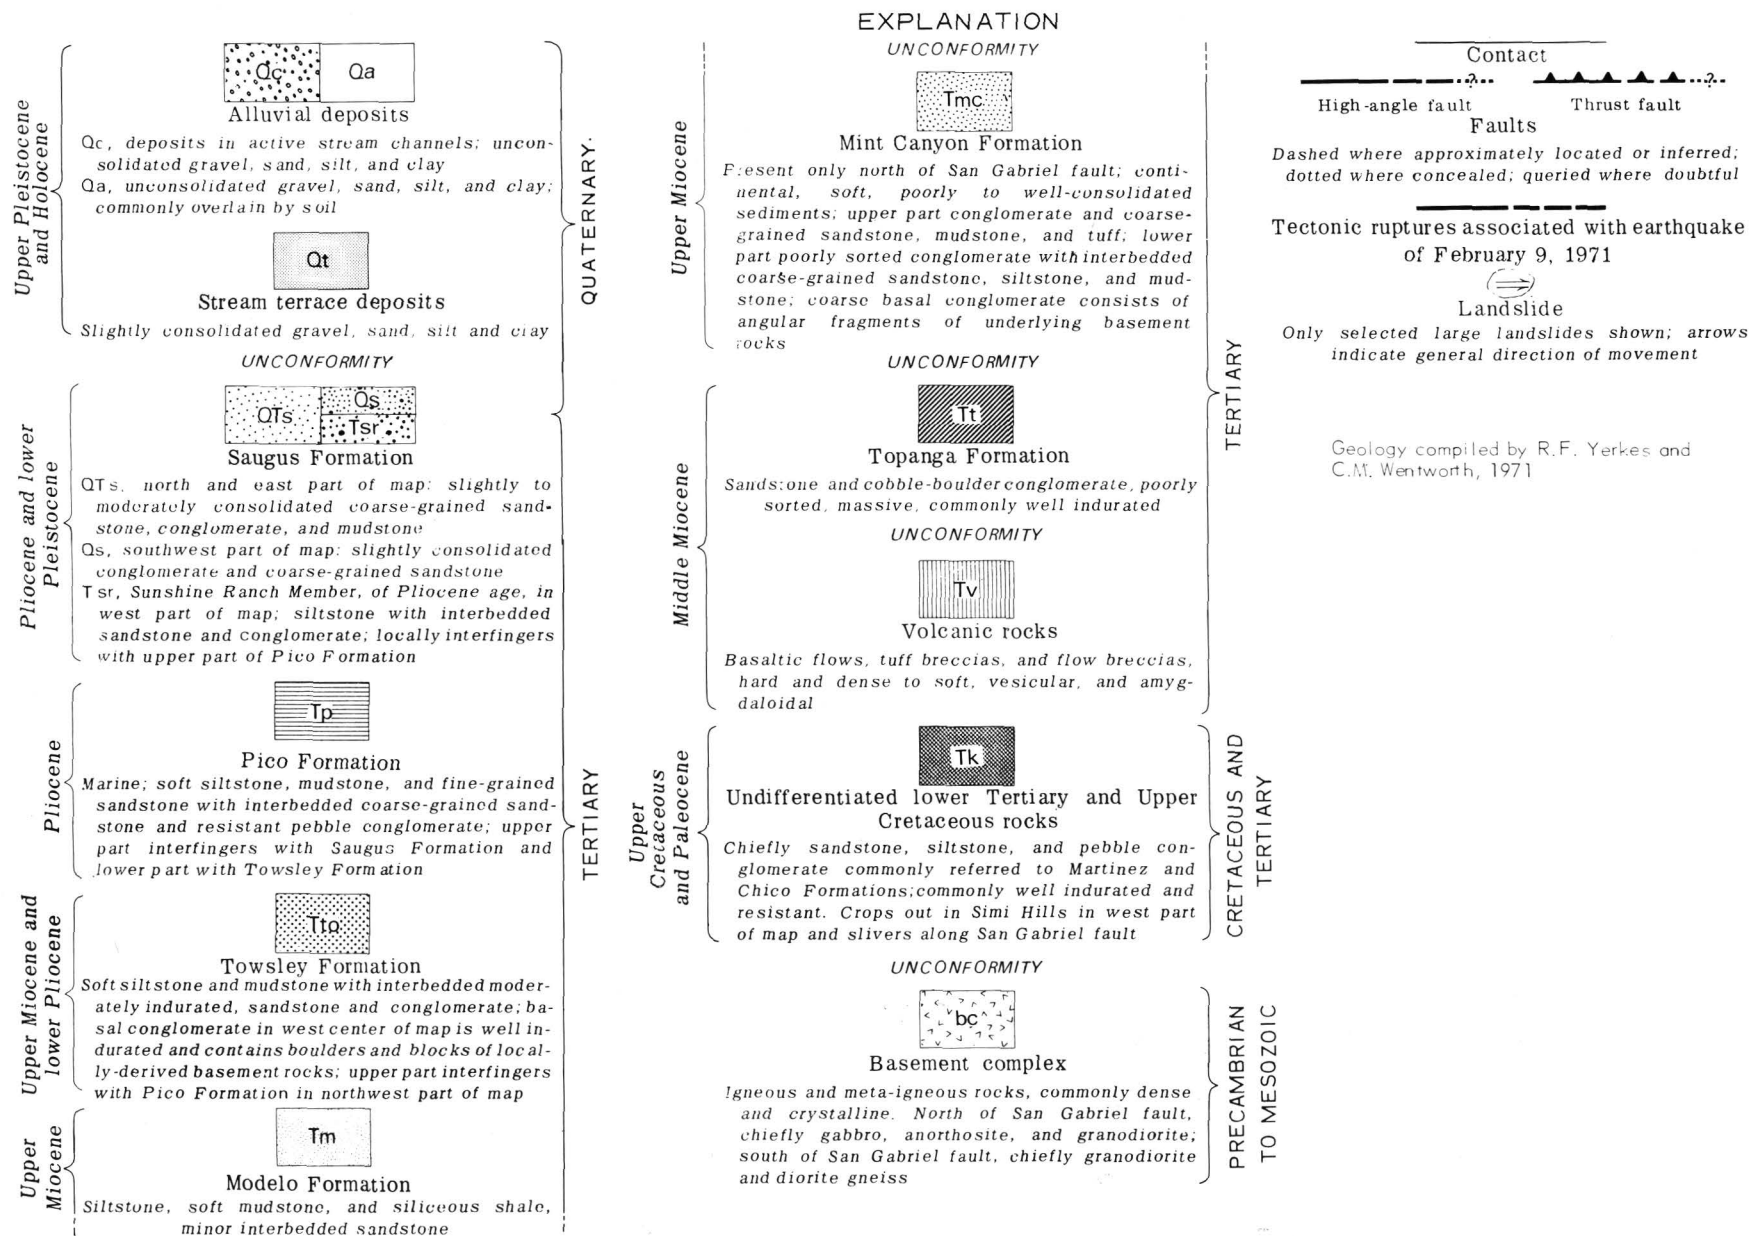 EXPLANATION
Upper Pleistocene
and Holocene
Qc Qa
Alluvial deposits
Qc, deposits in active stream channels; uncon-
solidated gravel, sand, silt, and clay
Qa, unconsolidated gravel, sand, silt, and clay;
commonly overlain by soil
Qt
Stream terrace deposits
Slightly consolidated gravel, sand, silt and clay
UNCONFORMITY
QUATERNARY
Pliocene and lower
Pleistocene
QTs Qs
Tsr
Saugus Formation
QTs, north and east part of map: slightly to
moderately consolidated coarse-grained sand-
stone, conglomerate, and mudstone
Qs, southwest part of map: slightly consolidated
conglomerate and coarse-grained sandstone
Tsr, Sunshine Ranch Member, of Pliocene age, in
west part of map; siltstone with interbedded
sandstone and conglomerate; locally interfingers
with upper part of Pico Formation
Pliocene
Tp
Pico Formation
Marine; soft siltstone, mudstone, and fine-grained
sandstone with interbedded coarse-grained sand-
stone and resistant pebble conglomerate; upper
part interfingers with Saugus Formation and
lower part with Towsley Formation
TERTIARY
Upper Miocene and
lower Pliocene
Tto
Towsley Formation
Soft siltstone and mudstone with interbedded moder-
ately indurated, sandstone and conglomerate; ba-
sal conglomerate in west center of map is well in-
durated and contains boulders and blocks of local-
ly-derived basement rocks; upper part interfingers
with Pico Formation in northwest part of map
Upper
Miocene
Tm
Modelo Formation
Siltstone, soft mudstone, and siliceous shale,
minor interbedded sandstone
UNCONFORMITY
Upper Miocene
Tmc
Mint Canyon Formation
Present only north of San Gabriel fault; conti-
nental, soft, poorly to well-consolidated
sediments; upper part conglomerate and coarse-
grained sandstone, mudstone, and tuff; lower
part poorly sorted conglomerate with interbedded
coarse-grained sandstone, siltstone, and mud-
stone; coarse basal conglomerate consists of
angular fragments of underlying basement
rocks
UNCONFORMITY
TERTIARY
Middle Miocene
Tt
Topanga Formation
Sandstone and cobble-boulder conglomerate, poorly
sorted, massive, commonly well indurated
UNCONFORMITY
Tv
Volcanic rocks
Basaltic flows, tuff breccias, and flow breccias,
hard and dense to soft, vesicular, and amyg-
daloidal
Upper
Cretaceous
and Paleocene
Tk
Undifferentiated lower Tertiary and Upper
Cretaceous rocks
Chiefly sandstone, siltstone, and pebble con-
glomerate commonly referred to Martinez and
Chico Formations; commonly well indurated and
resistant. Crops out in Simi Hills in west part
of map and slivers along San Gabriel fault
CRETACEOUS AND
TERTIARY
UNCONFORMITY
bc
Basement complex
Igneous and meta-igneous rocks, commonly dense
and crystalline. North of San Gabriel fault,
chiefly gabbro, anorthosite, and granodiorite;
south of San Gabriel fault, chiefly granodiorite
and diorite gneiss
PRECAMBRIAN
TO MESOZOIC
Contact
?.. ?.
High-angle fault Thrust fault
Faults
Dashed where approximately located or inferred;
dotted where concealed; queried where doubtful
Tectonic ruptures associated with earthquake
of February 9, 1971
Landslide
Only selected large landslides shown; arrows
indicate general direction of movement
Geology compiled by R.F. Yerkes and
C.M. Wentworth, 1971